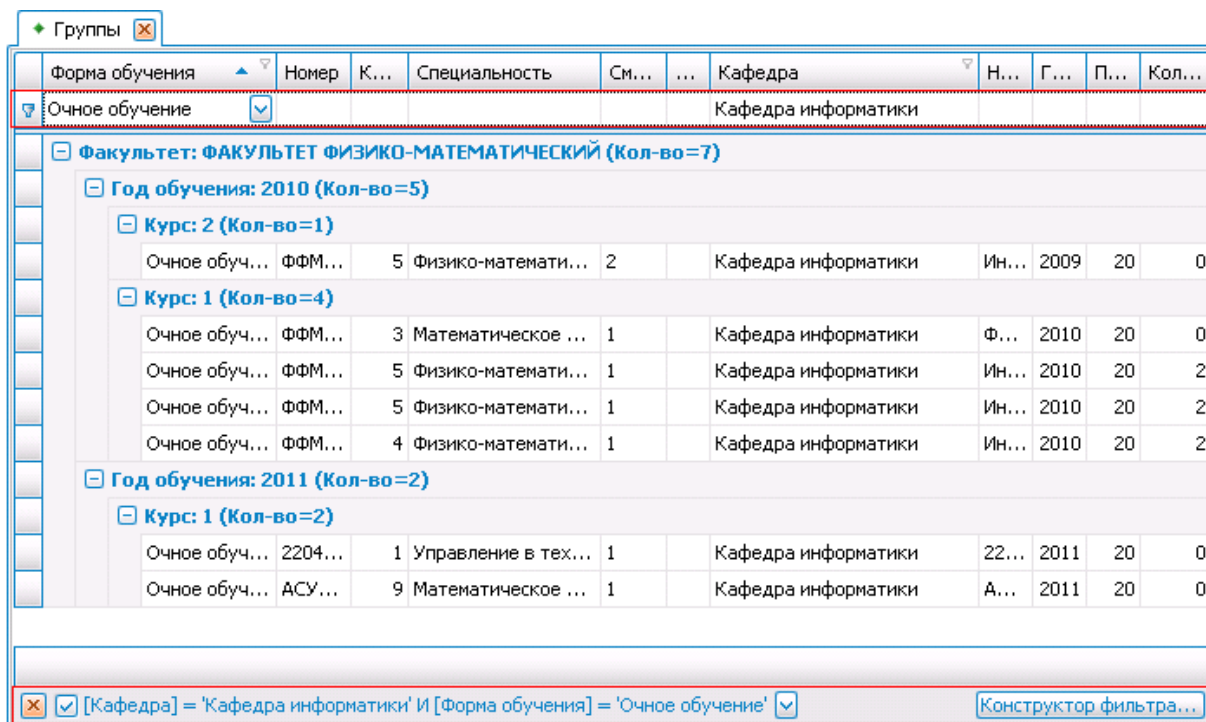 Группы
Форма обучения Номер К... Специальность См... ... Кафедра Н... Г... П... Кол...
Очное обучение Кафедра информатики
Факультет: ФАКУЛЬТЕТ ФИЗИКО-МАТЕМАТИЧЕСКИЙ (Кол-во=7)
Год обучения: 2010 (Кол-во=5)
Курс: 2 (Кол-во=1)
Очное обуч... ФФМ... 5 Физико-математи... 2 Кафедра информатики Ин... 2009 20 0
Курс: 1 (Кол-во=4)
Очное обуч... ФФМ... 3 Математическое ... 1 Кафедра информатики Ф... 2010 20 0
Очное обуч... ФФМ... 5 Физико-математи... 1 Кафедра информатики Ин... 2010 20 2
Очное обуч... ФФМ... 5 Физико-математи... 1 Кафедра информатики Ин... 2010 20 2
Очное обуч... ФФМ... 4 Физико-математи... 1 Кафедра информатики Ин... 2010 20 2
Год обучения: 2011 (Кол-во=2)
Курс: 1 (Кол-во=2)
Очное обуч... 2204... 1 Управление в тех... 1 Кафедра информатики 22... 2011 20 0
Очное обуч... АСУ... 9 Математическое ... 1 Кафедра информатики А... 2011 20 0
[Кафедра] = 'Кафедра информатики' И [Форма обучения] = 'Очное обучение' Конструктор фильтра...